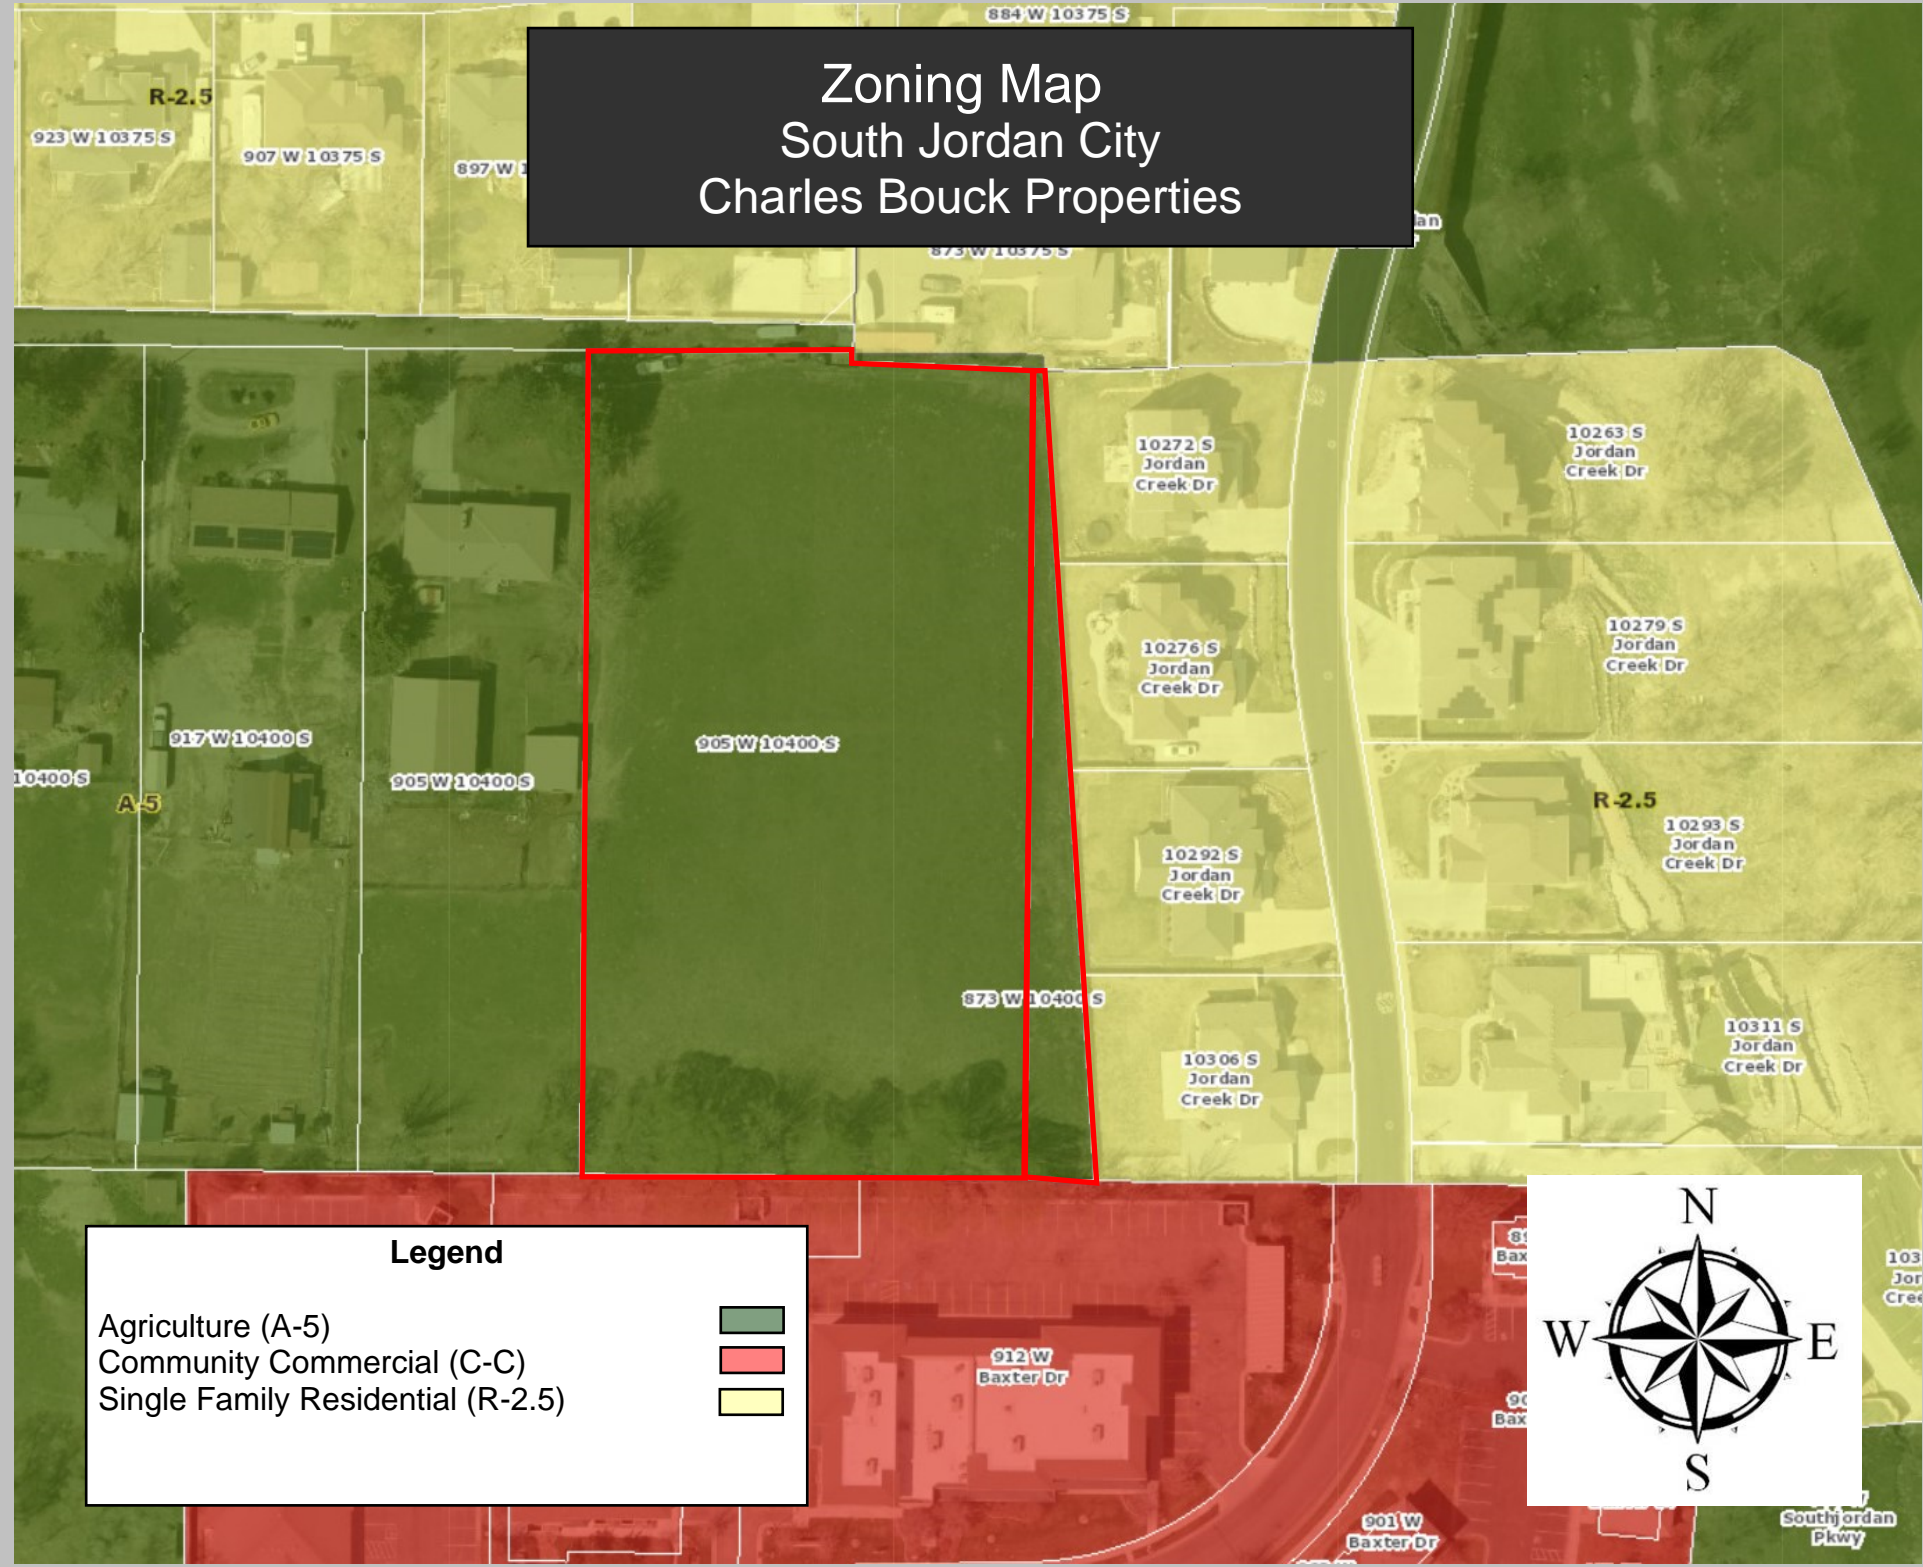 884 W 10375 S
Zoning Map
South Jordan City
Charles Bouck Properties
R-2.5
923 W 10375 S
907 W 10375 S
897 W
873 W 10375 S
10272 S
Jordan
Creek Dr
10263 S
Jordan
Creek Dr
10276 S
Jordan
Creek Dr
10279 S
Jordan
Creek Dr
917 W 10400 S
905 W 10400 S
905 W 10400 S
10400 S
A-5
R-2.5
10293 S
Jordan
Creek Dr
10292 S
Jordan
Creek Dr
873 W 10400 S
10306 S
Jordan
Creek Dr
10311 S
Jordan
Creek Dr
Legend
Agriculture (A-5)
Community Commercial (C-C)
Single Family Residential (R-2.5)
912 W
Baxter Dr
901 W
Baxter Dr
N
W
E
S
Southjordan
Pkwy